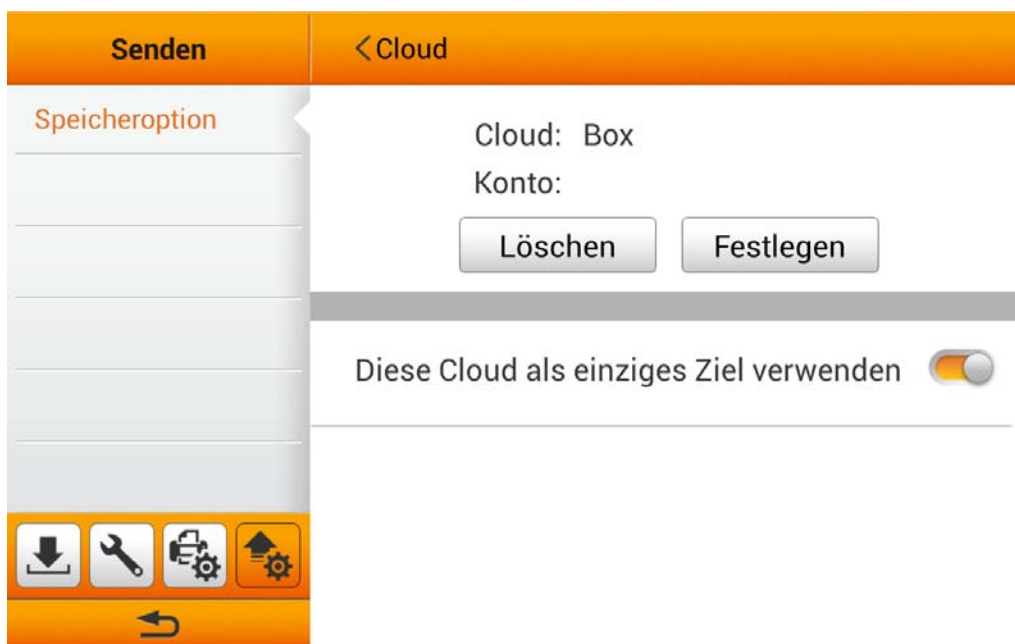 Senden
Cloud
Speicheroption
Cloud: Box
Konto:
Löschen
Festlegen
Diese Cloud als einziges Ziel verwenden